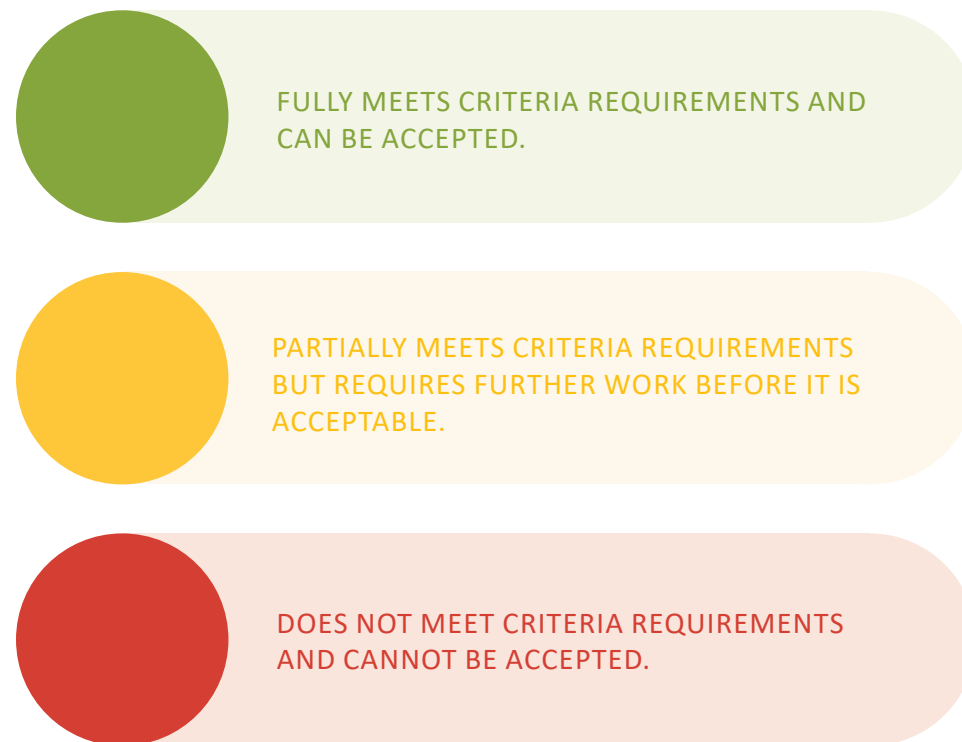 FULLY MEETS CRITERIA REQUIREMENTS AND
CAN BE ACCEPTED.
PARTIALLY MEETS CRITERIA REQUIREMENTS
BUT REQUIRES FURTHER WORK BEFORE IT IS
ACCEPTABLE.
DOES NOT MEET CRITERIA REQUIREMENTS
AND CANNOT BE ACCEPTED.